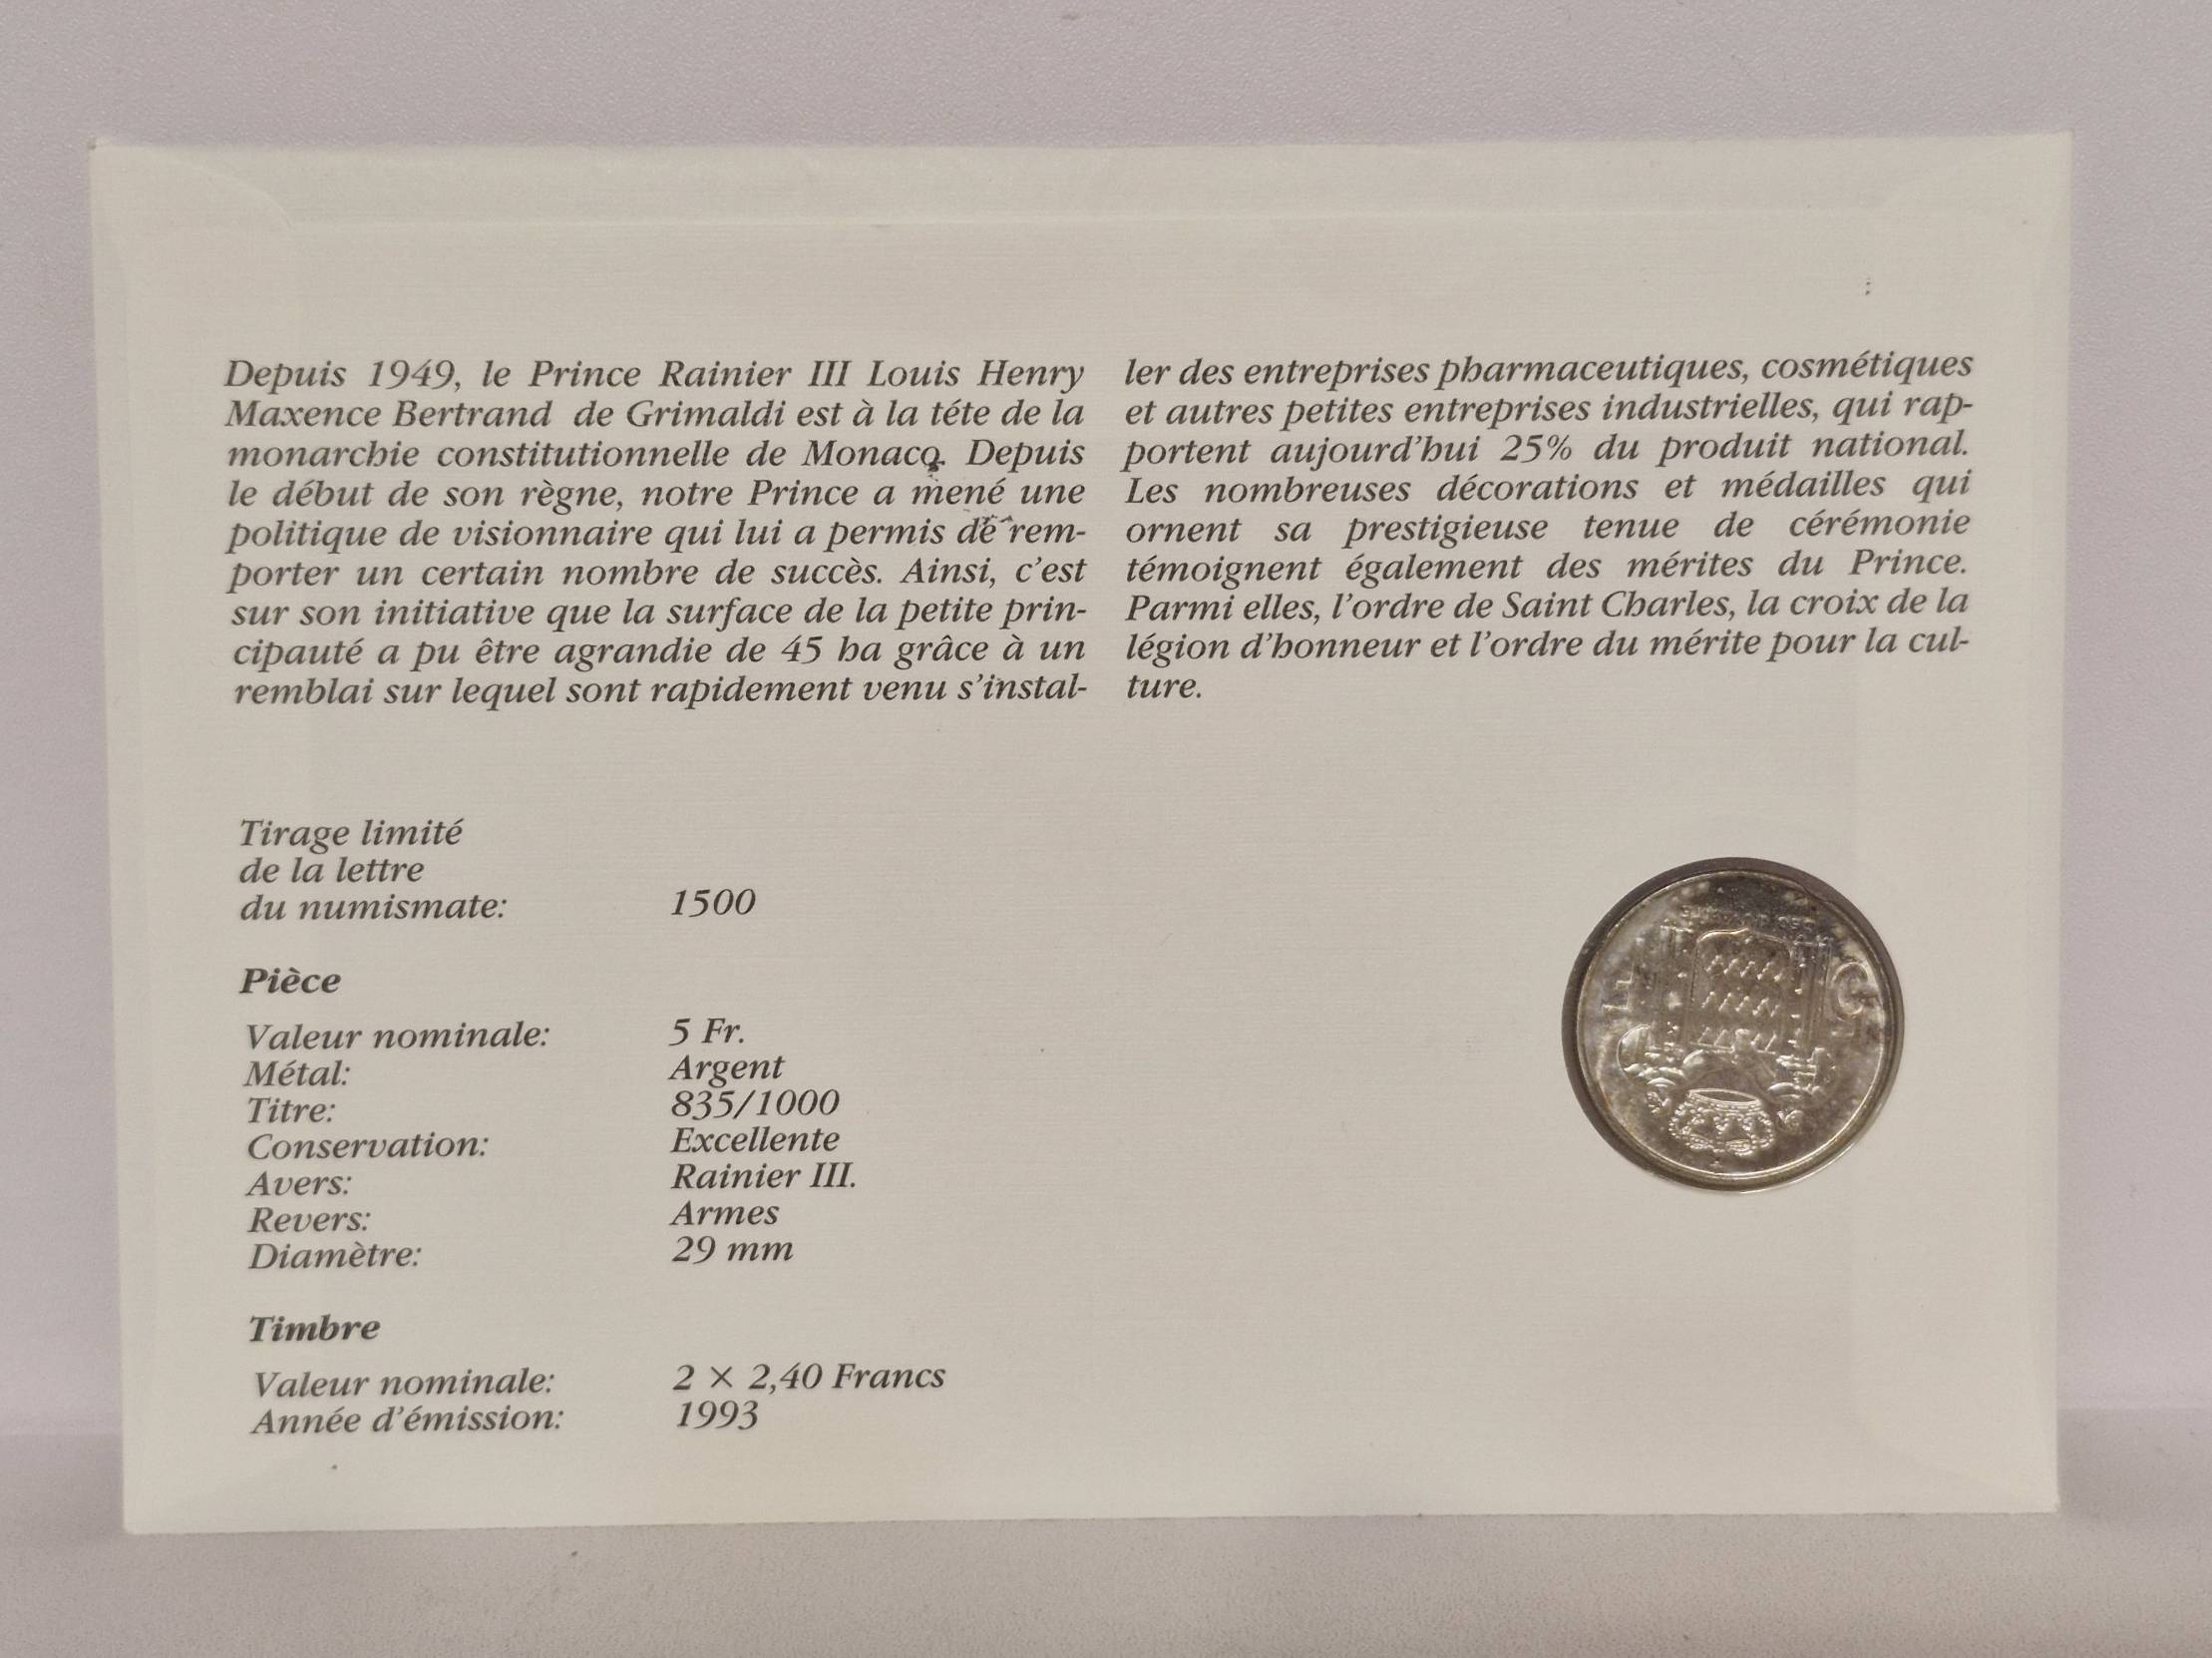 Depuis 1949, le Prince Rainier III Louis Henry
Maxence Bertrand de Grimaldi est à la téte de la
monarchie constitutionnelle de Monaco. Depuis
le début de son règne, notre Prince a mené une
politique de visionnaire qui lui a permis de rem-
porter un certain nombre de succès. Ainsi, c'est
sur son initiative que la surface de la petite prin-
cipauté a pu être agrandie de 45 ha grâce à un
remblai sur lequel sont rapidement venu s'instal-
ler des entreprises pharmaceutiques, cosmétiques
et autres petites entreprises industrielles, qui rap-
portent aujourd'hui 25% du produit national.
Les nombreuses décorations et médailles qui
ornent sa prestigieuse tenue de cérémonie
témoignent également des mérites du Prince.
Parmi elles, l'ordre de Saint Charles, la croix de la
légion d'honneur et l'ordre du mérite pour la cul-
ture.
Tirage limité
de la lettre
du numismate: 1500
Pièce
Valeur nominale: 5 Fr.
Métal: Argent
Titre: 835/1000
Conservation: Excellente
Avers: Rainier III.
Revers: Armes
Diamètre: 29 mm
Timbre
Valeur nominale: 2 × 2,40 Francs
Année d'émission: 1993